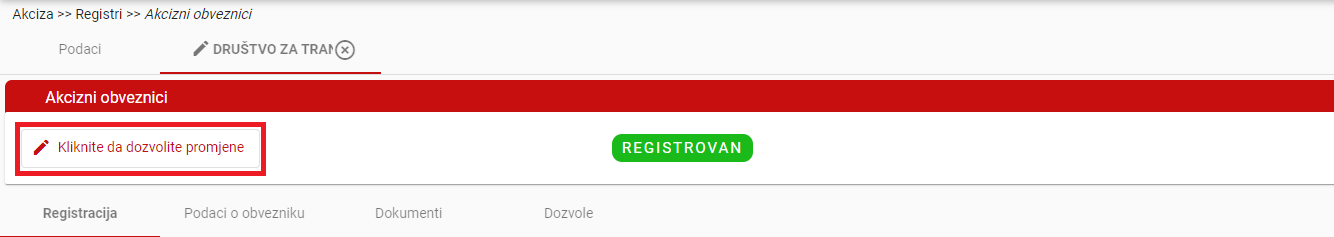 Akciza >> Registri >> Akcizni obveznici
Podaci
DRUŠTVO ZA TRAN
Akcizni obveznici
Kliknite da dozvolite promjene
REGISTROVAN
Registracija
Podaci o obvezniku
Dokumenti
Dozvole